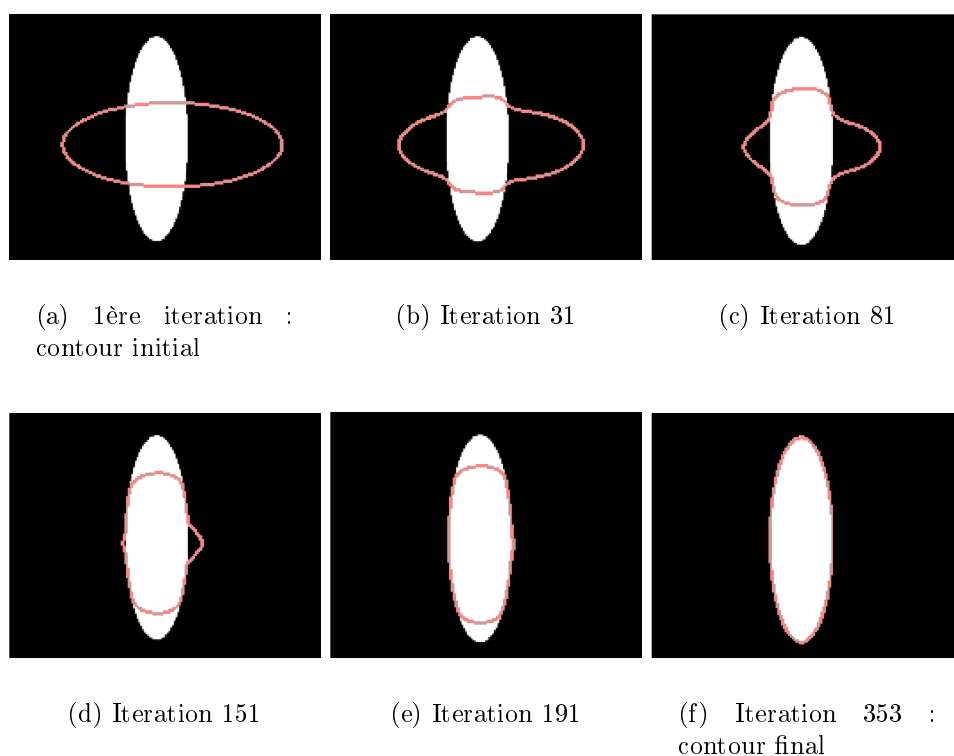 (a) 1ère iteration :
contour initial
(b) Iteration 31
(c) Iteration 81
(d) Iteration 151
(e) Iteration 191
(f) Iteration 353 :
contour final